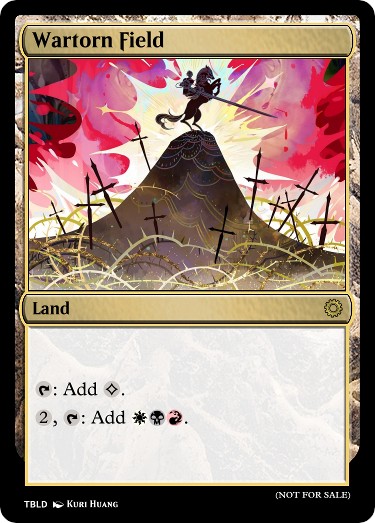 Wartorn Field
Land
: Add .
2, : Add .
(NOT FOR SALE)
TBLD Kuri Huang